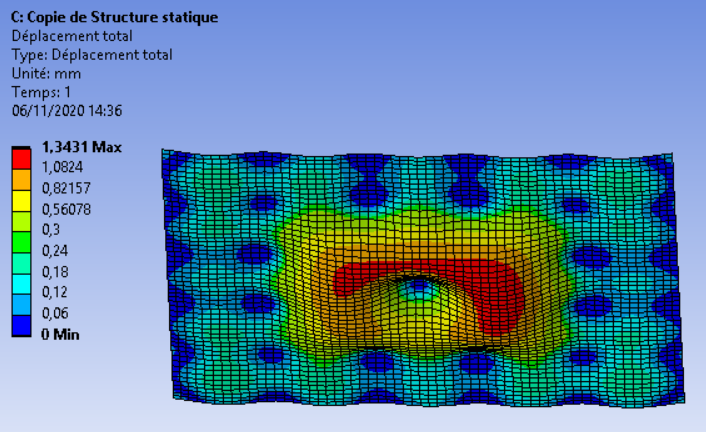 C: Copie de Structure statique
Déplacement total
Type: Déplacement total
Unité: mm
Temps: 1
06/11/2020 14:36
1,3431 Max
1,0824
0,82157
0,56078
0,3
0,24
0,18
0,12
0,06
0 Min